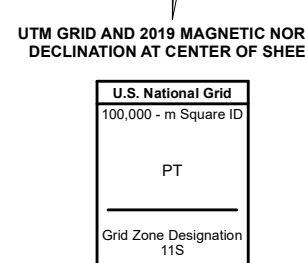 UTM GRID AND 2019 MAGNETIC NOR
DECLINATION AT CENTER OF SHEE
U.S. National Grid
100,000 - m Square ID
PT
Grid Zone Designation
11S